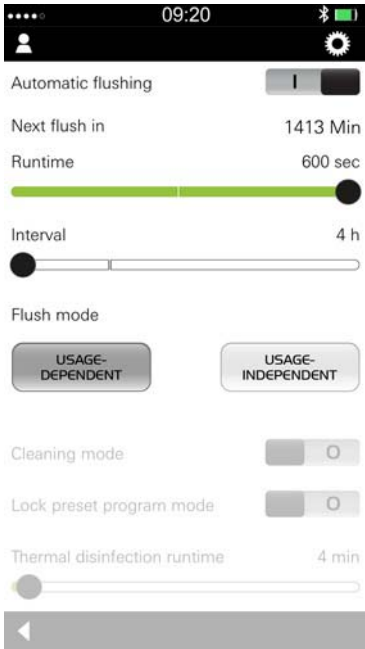 09:20
Automatic flushing I
Next flush in 1413 Min
Runtime 600 sec
Interval 4 h
Flush mode
USAGE-
DEPENDENT
USAGE-
INDEPENDENT
Cleaning mode O
Lock preset program mode O
Thermal disinfection runtime 4 min